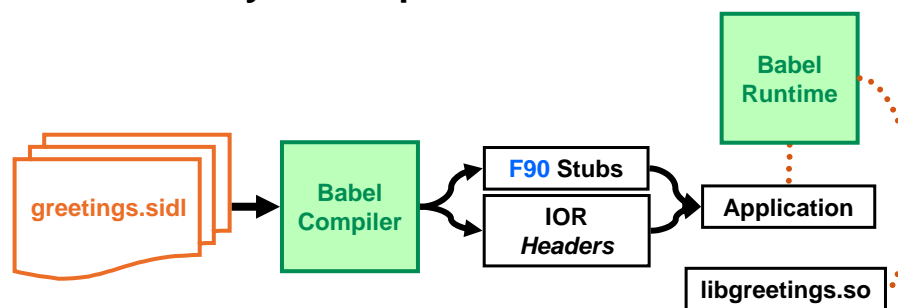 Babel
Runtime
greetings.sidl
Babel
Compiler
F90 Stubs
IOR
Headers
Application
libgreetings.so